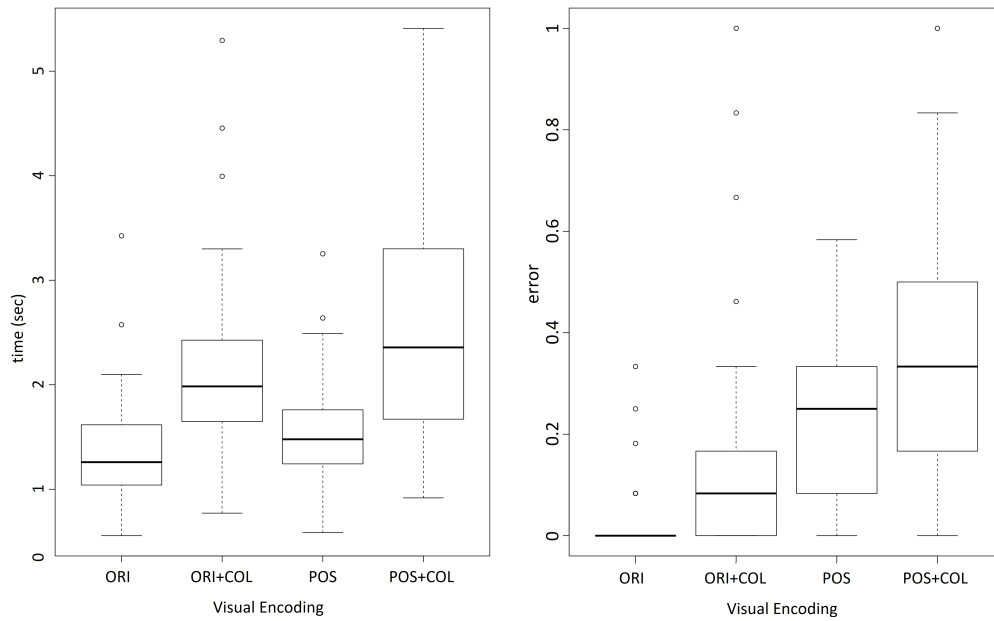 time (sec)
5
4
3
2
1
0
ORI ORI+COL POS POS+COL
Visual Encoding
error
1
0.8
0.6
0.4
0.2
0
ORI ORI+COL POS POS+COL
Visual Encoding